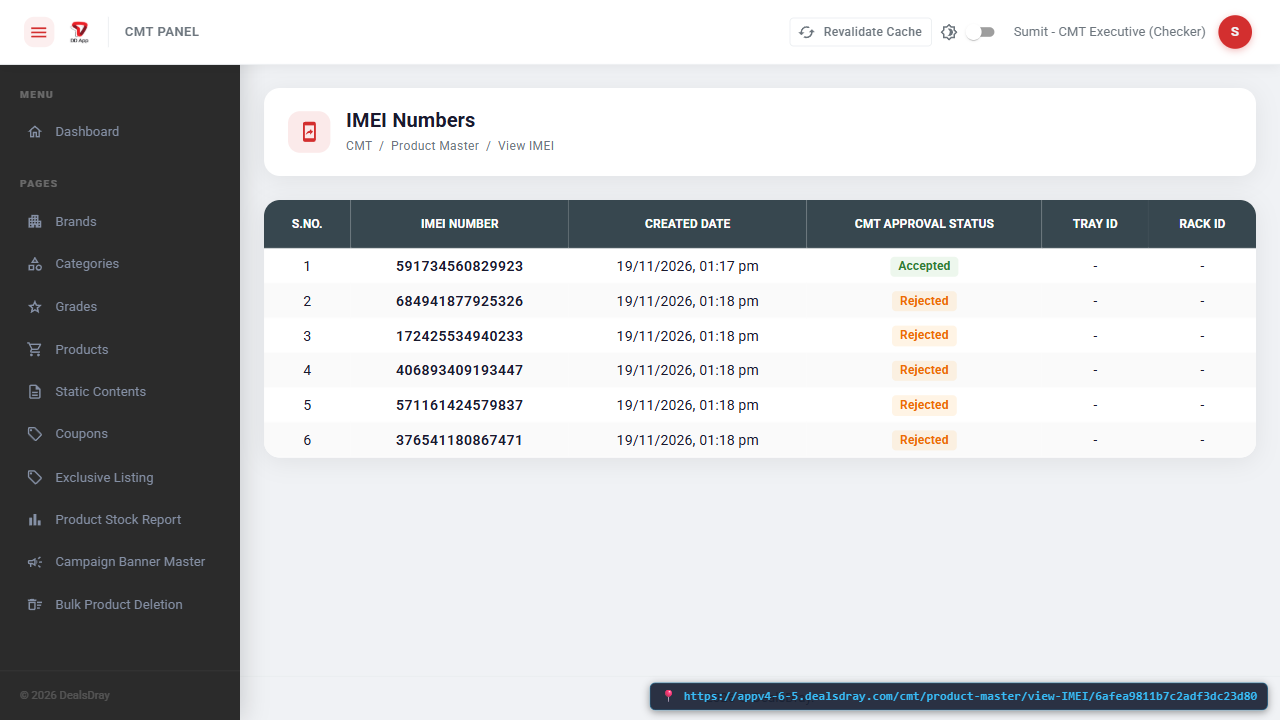 DD App
CMT PANEL
Revalidate Cache
Sumit - CMT Executive (Checker)
S
MENU
Dashboard
PAGES
Brands
Categories
Grades
Products
Static Contents
Coupons
Exclusive Listing
Product Stock Report
Campaign Banner Master
Bulk Product Deletion
© 2026 DealsDray
IMEI Numbers
CMT / Product Master / View IMEI
S.NO. IMEI NUMBER CREATED DATE CMT APPROVAL STATUS TRAY ID RACK ID
1 591734560829923 19/11/2026, 01:17 pm Accepted - -
2 684941877925326 19/11/2026, 01:18 pm Rejected - -
3 172425534940233 19/11/2026, 01:18 pm Rejected - -
4 406893409193447 19/11/2026, 01:18 pm Rejected - -
5 571161424579837 19/11/2026, 01:18 pm Rejected - -
6 376541180867471 19/11/2026, 01:18 pm Rejected - -
https://appv4-6-5.dealsdray.com/cmt/product-master/view-IMEI/6afea9811b7c2adf3dc23d80